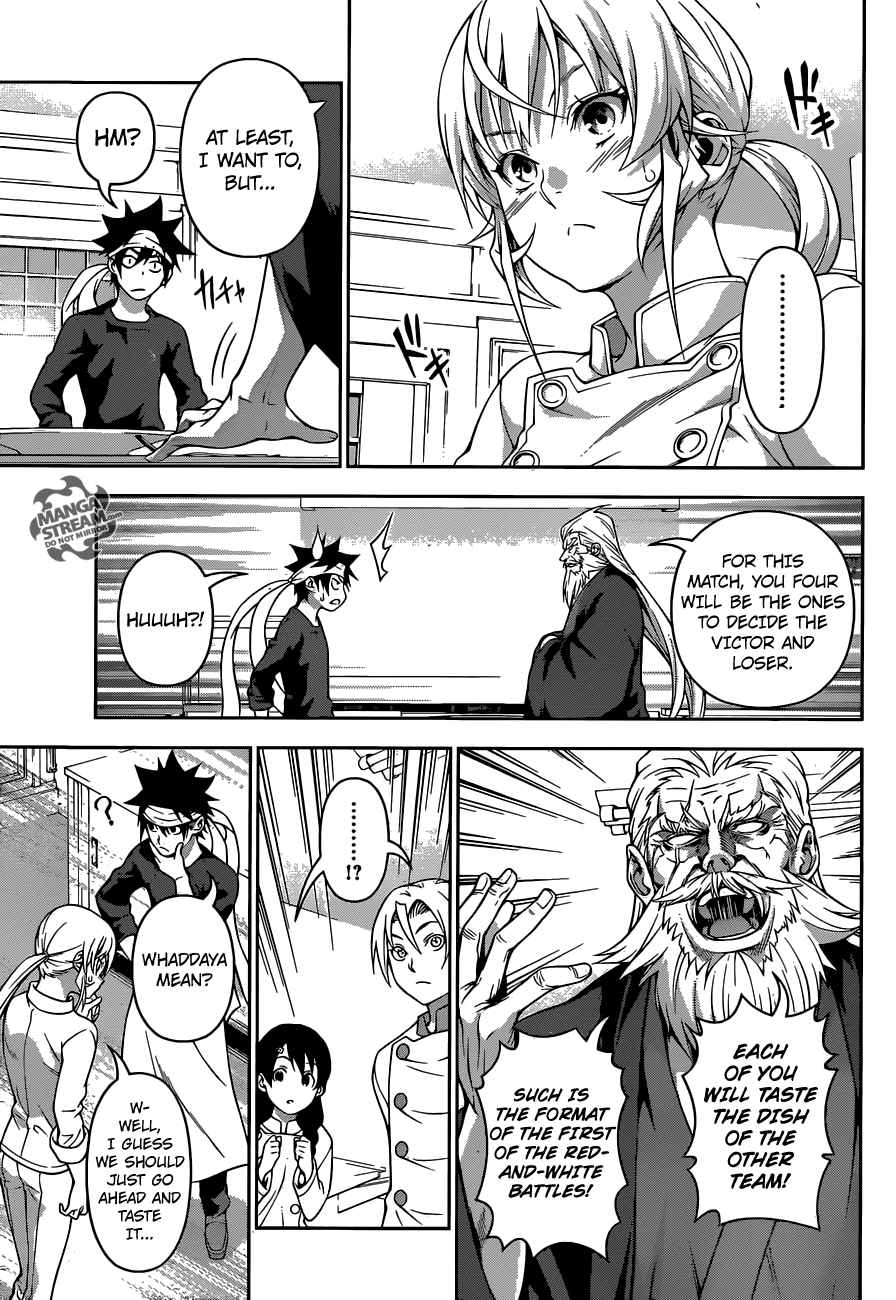 ドキ
.........
ドキ
AT LEAST,
I WANT TO,
BUT...
HM?
カチャ
MANGA
STREAM.com
DO NOT MIRROR
FOR THIS
MATCH, YOU FOUR
WILL BE THE ONES
TO DECIDE THE
VICTOR AND
LOSER.
HUUUH?!
EACH
OF YOU
WILL TASTE
THE DISH
OF THE
OTHER
TEAM!
SUCH IS
THE FORMAT
OF THE FIRST
OF THE RED-
AND-WHITE
BATTLES!
.........
!?
?
WHADDAYA
MEAN?
W-
WELL,
I GUESS
WE SHOULD
JUST GO
AHEAD AND
TASTE
IT...